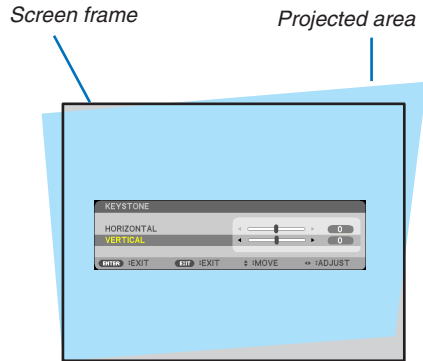 Screen frame
Projected area
KEYSTONE
HORIZONTAL 0
VERTICAL 0
ENTER :EXIT EXIT :EXIT :MOVE :ADJUST